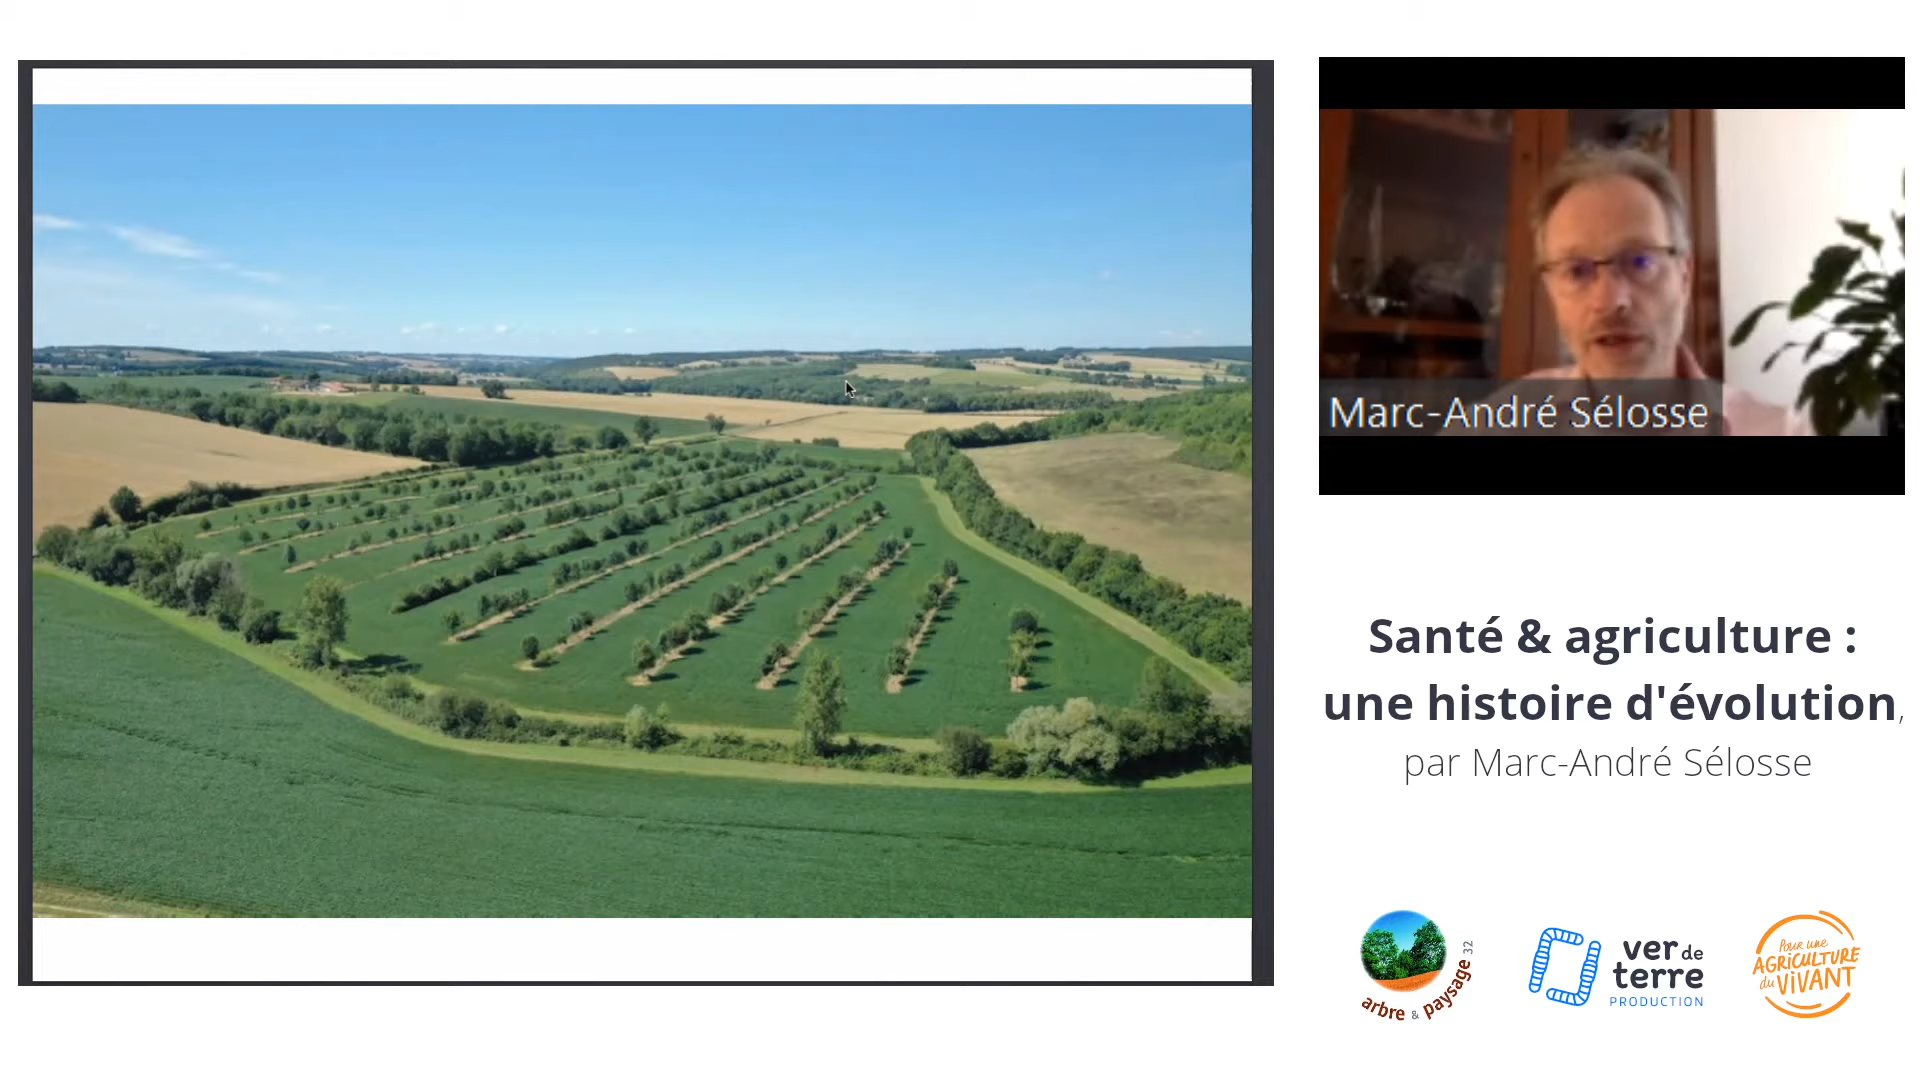 Marc-André Sélosse
Santé & agriculture :
une histoire d'évolution,
par Marc-André Sélosse
arbre & paysage 32
ver de
terre
PRODUCTION
Pour une
AGRICULTURE
du ViVANT